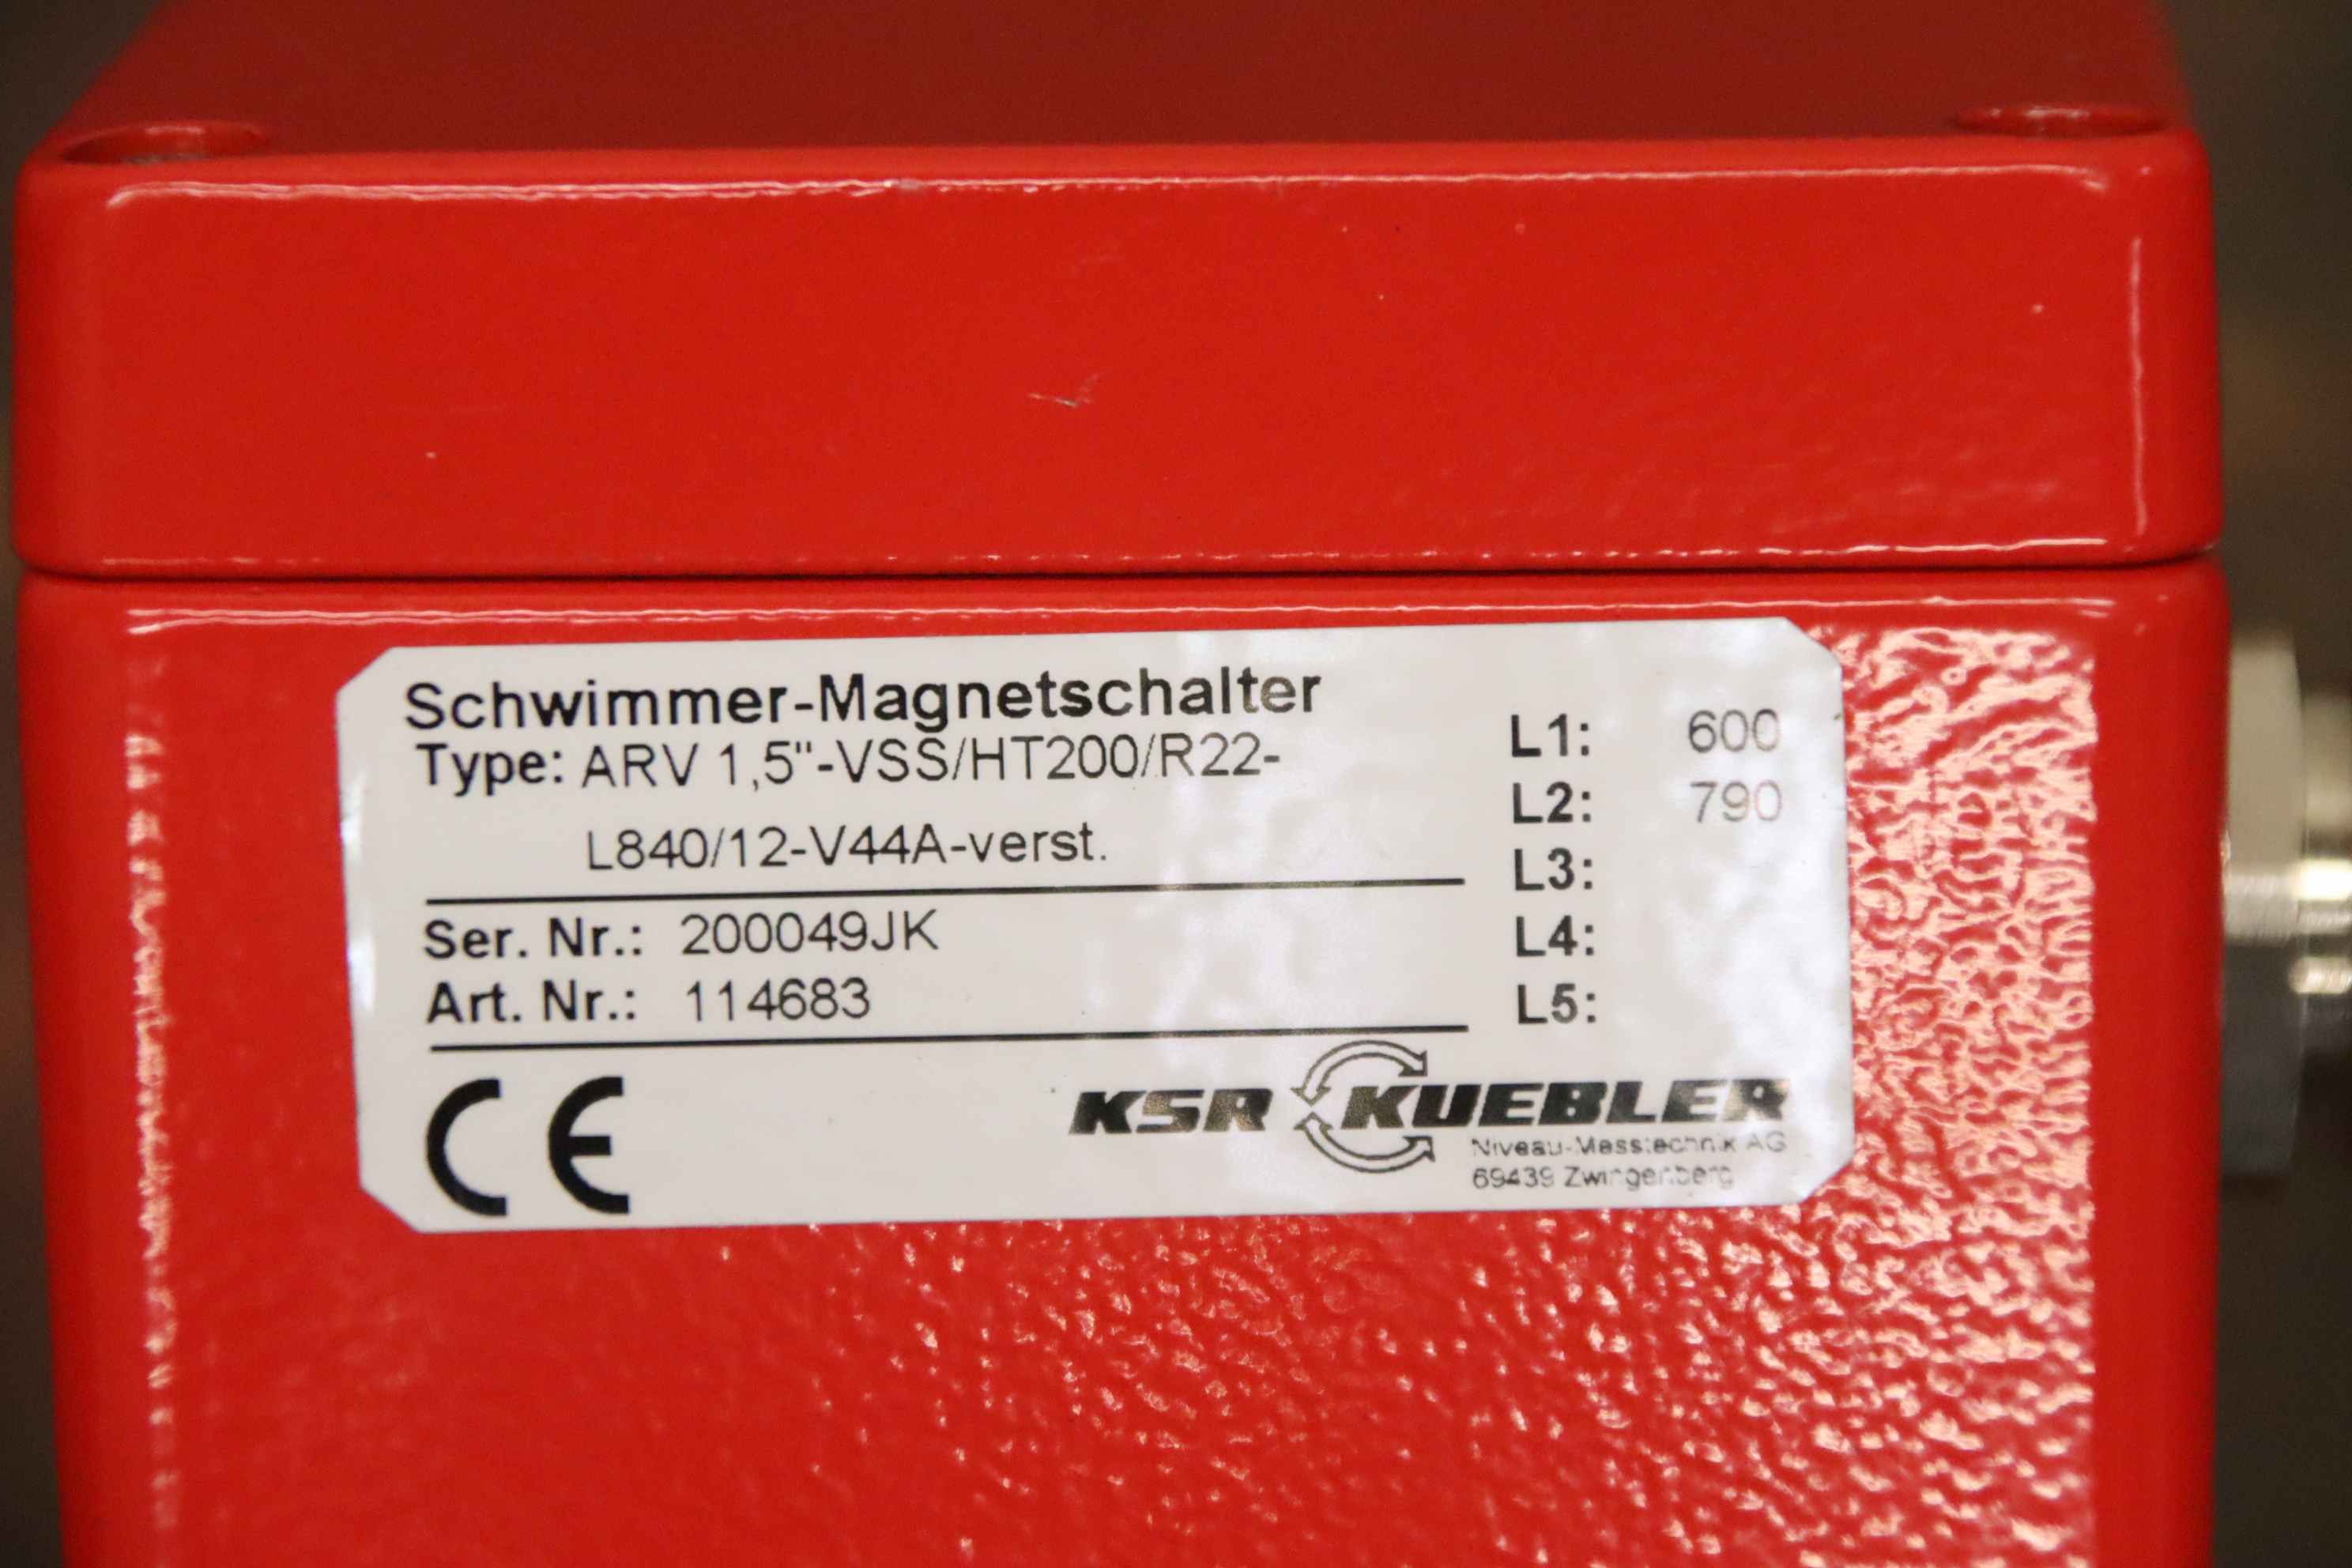 Schwimmer-Magnetschalter
Type: ARV 1,5"-VSS/HT200/R22-
L840/12-V44A-verst.
Ser. Nr.: 200049JK
Art. Nr.: 114683
L1: 600
L2: 790
L3:
L4:
L5:
CE
KSR KUEBLER
Niveau-Messtechnik AG
69439 Zwingenberg